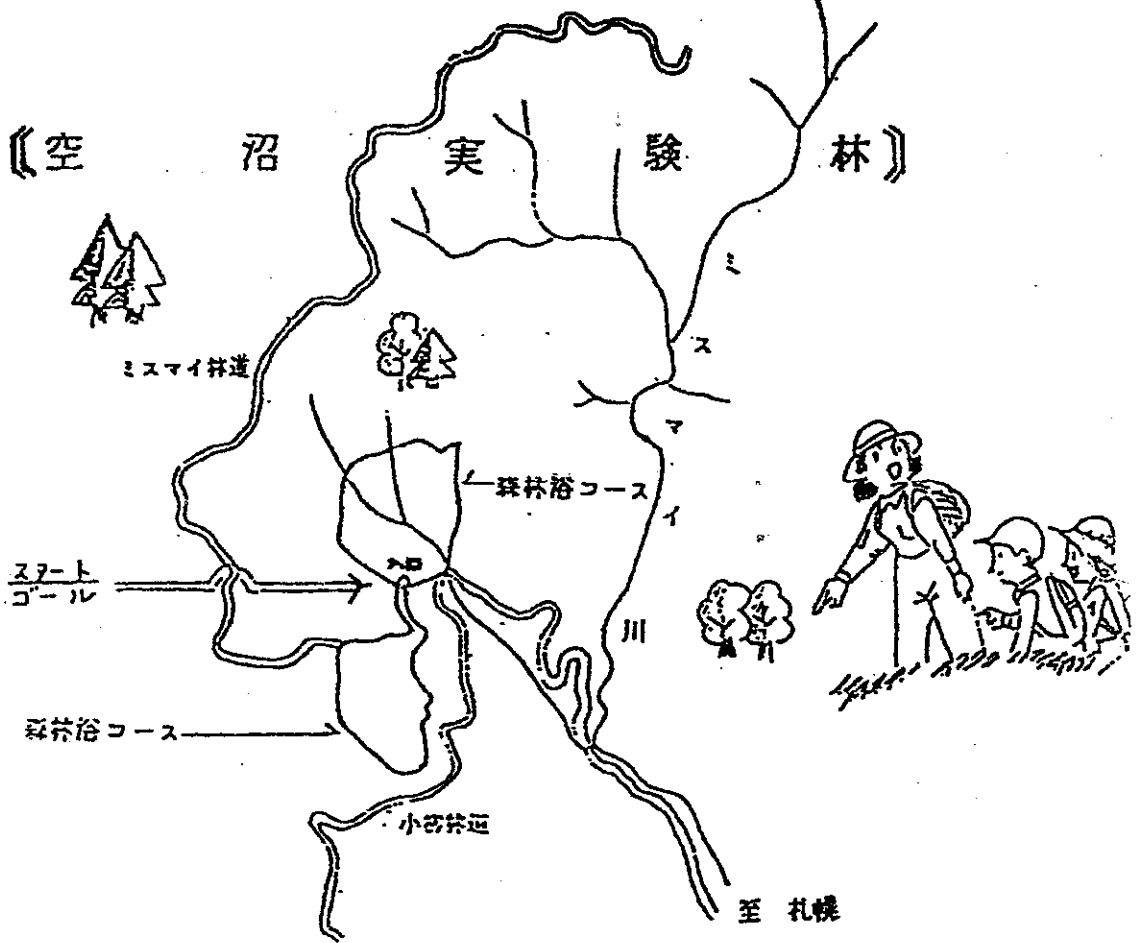 〘空沼実験林〙
ミスマイ川
ミスマイ林道
森林浴コース
スタート
ゴール
入口
森林浴コース
至 札幌